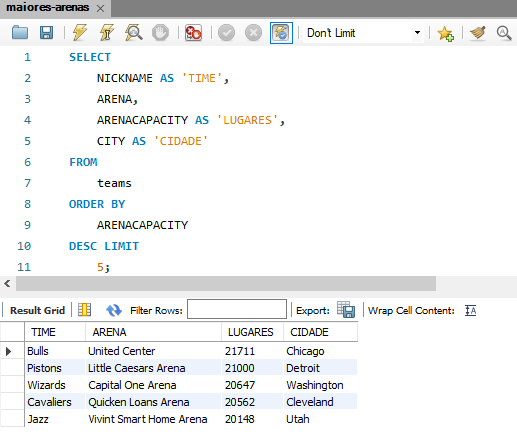 maiores-arenas
Don't Limit
1 SELECT
2 NICKNAME AS 'TIME',
3 ARENA,
4 ARENACAPACITY AS 'LUGARES',
5 CITY AS 'CIDADE'
6 FROM
7 teams
8 ORDER BY
9 ARENACAPACITY
10 DESC LIMIT
11 5;
Result Grid Filter Rows: Export: Wrap Cell Content: IA
TIME ARENA LUGARES CIDADE
Bulls United Center 21711 Chicago
Pistons Little Caesars Arena 21000 Detroit
Wizards Capital One Arena 20647 Washington
Cavaliers Quicken Loans Arena 20562 Cleveland
Jazz Vivint Smart Home Arena 20148 Utah